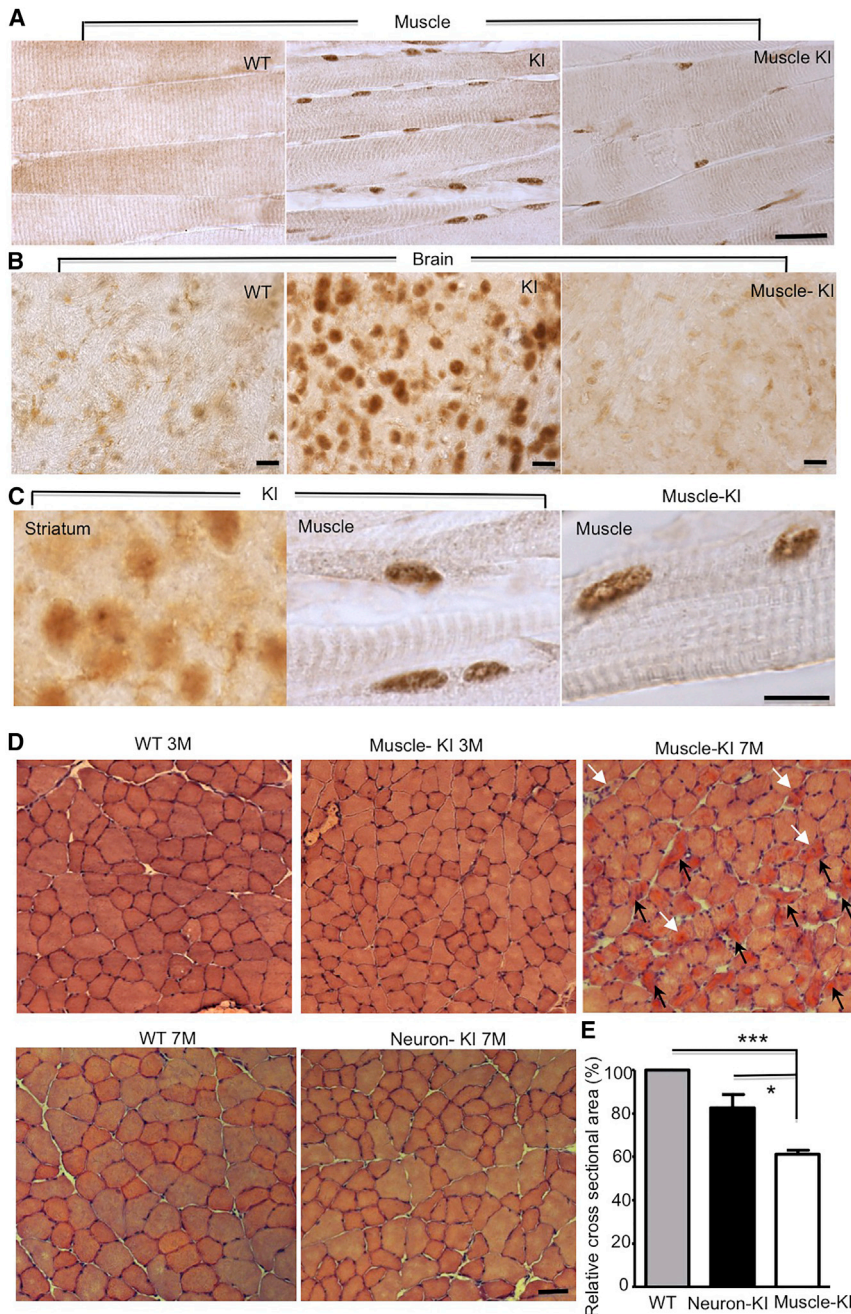 A
Muscle
WT
KI
Muscle KI
B
Brain
WT
KI
Muscle- KI
C
KI
Muscle-KI
Striatum
Muscle
Muscle
D
WT 3M
Muscle- KI 3M
Muscle-KI 7M
WT 7M
Neuron- KI 7M
E
Relative cross sectional area (%)
100
80
60
40
20
0
***
*
WT
Neuron-KI
Muscle-KI